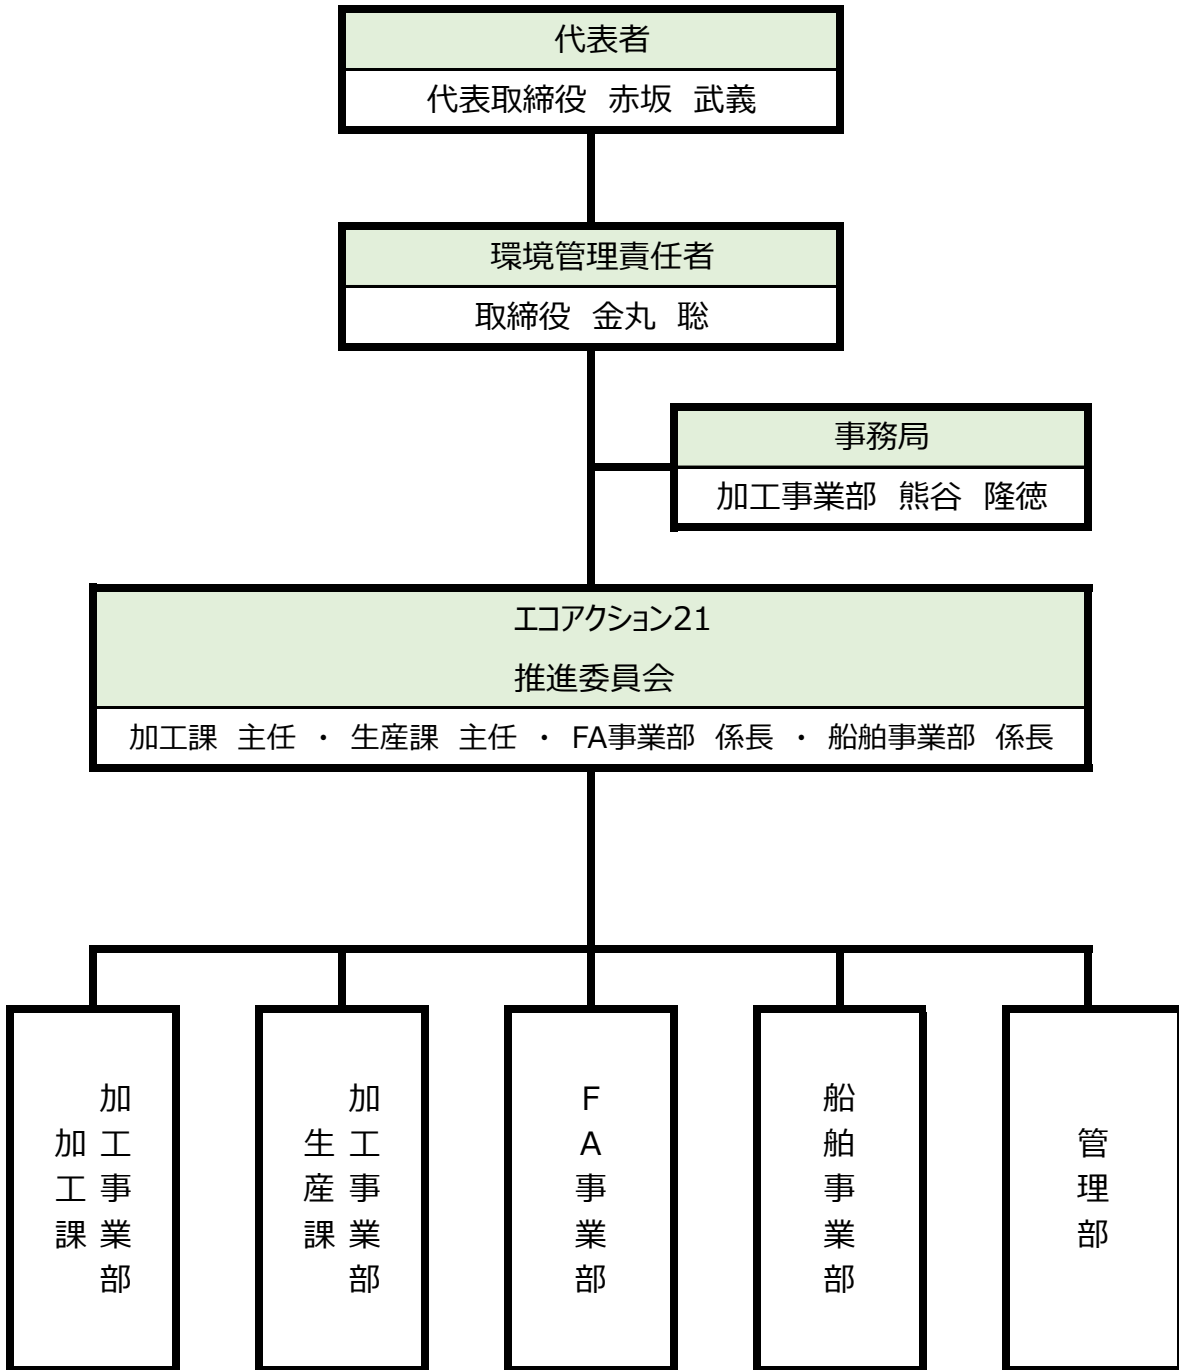 代表者
代表取締役 赤坂 武義
環境管理責任者
取締役 金丸 聡
事務局
加工事業部 熊谷 隆徳
エコアクション21
推進委員会
加工課 主任 ・ 生産課 主任 ・ FA事業部 係長 ・ 船舶事業部 係長
加工事業部
加工課
加工事業部
生産課
FA事業部
船舶事業部
管理部